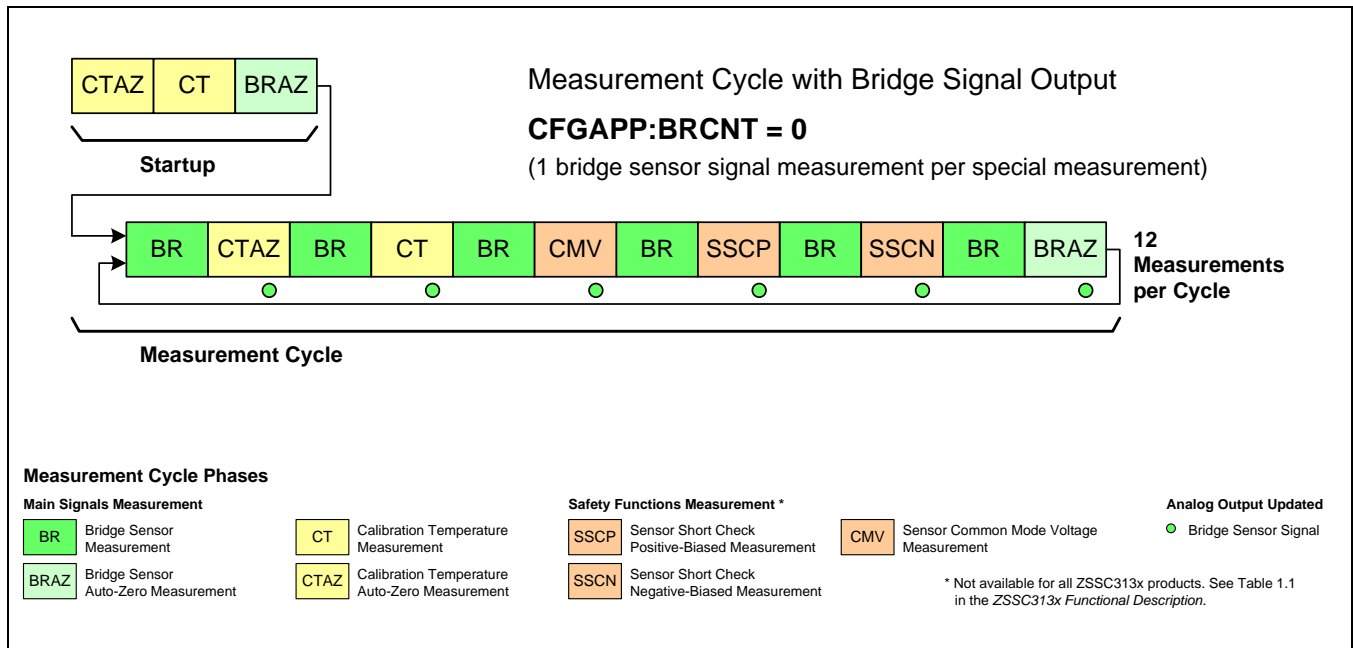 CTAZ CT BRAZ
Startup
Measurement Cycle with Bridge Signal Output
CFGAPP:BRCNT = 0
(1 bridge sensor signal measurement per special measurement)
BR CTAZ BR CT BR CMV BR SSCP BR SSCN BR BRAZ
12
Measurements
per Cycle
Measurement Cycle
Measurement Cycle Phases
Main Signals Measurement
BR
Bridge Sensor
Measurement
BRAZ
Bridge Sensor
Auto-Zero Measurement
CT
Calibration Temperature
Measurement
CTAZ
Calibration Temperature
Auto-Zero Measurement
Safety Functions Measurement *
SSCP
Sensor Short Check
Positive-Biased Measurement
SSCN
Sensor Short Check
Negative-Biased Measurement
CMV
Sensor Common Mode Voltage
Measurement
Analog Output Updated
Bridge Sensor Signal
* Not available for all ZSSC313x products. See Table 1.1
in the ZSSC313x Functional Description.